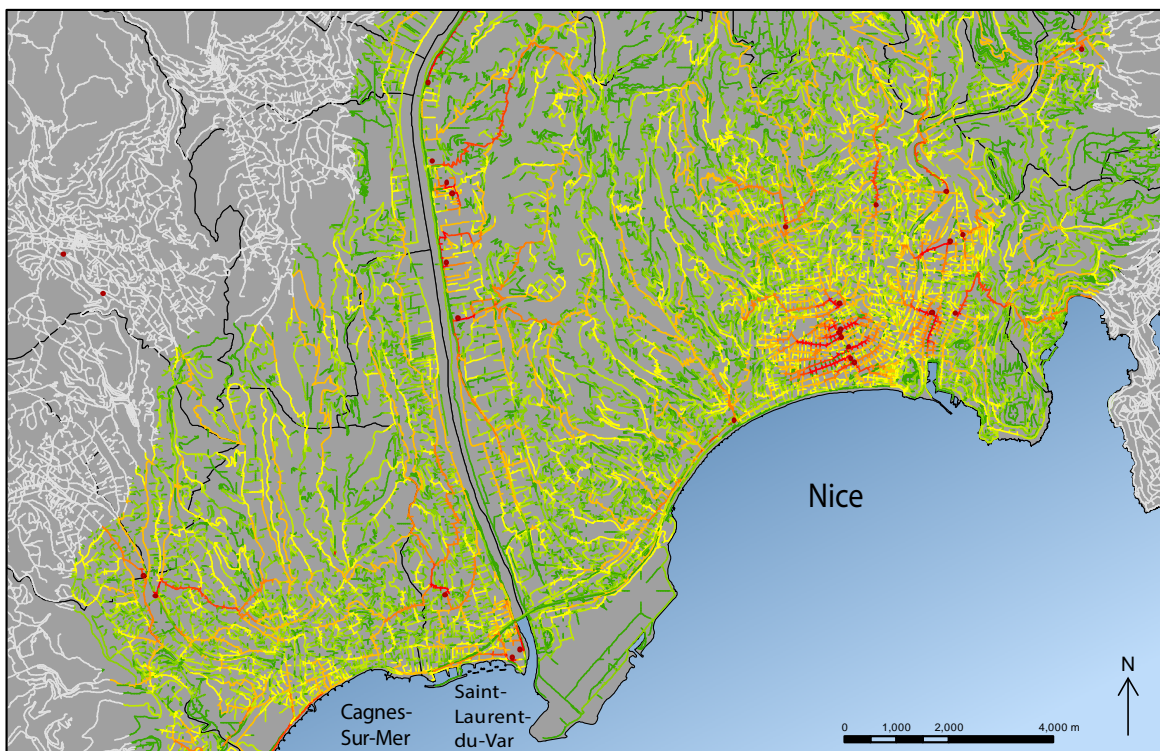 Nice
N
Saint-
Laurent-
du-Var
Cagnes-
Sur-Mer
0 1,000 2,000 4,000 m